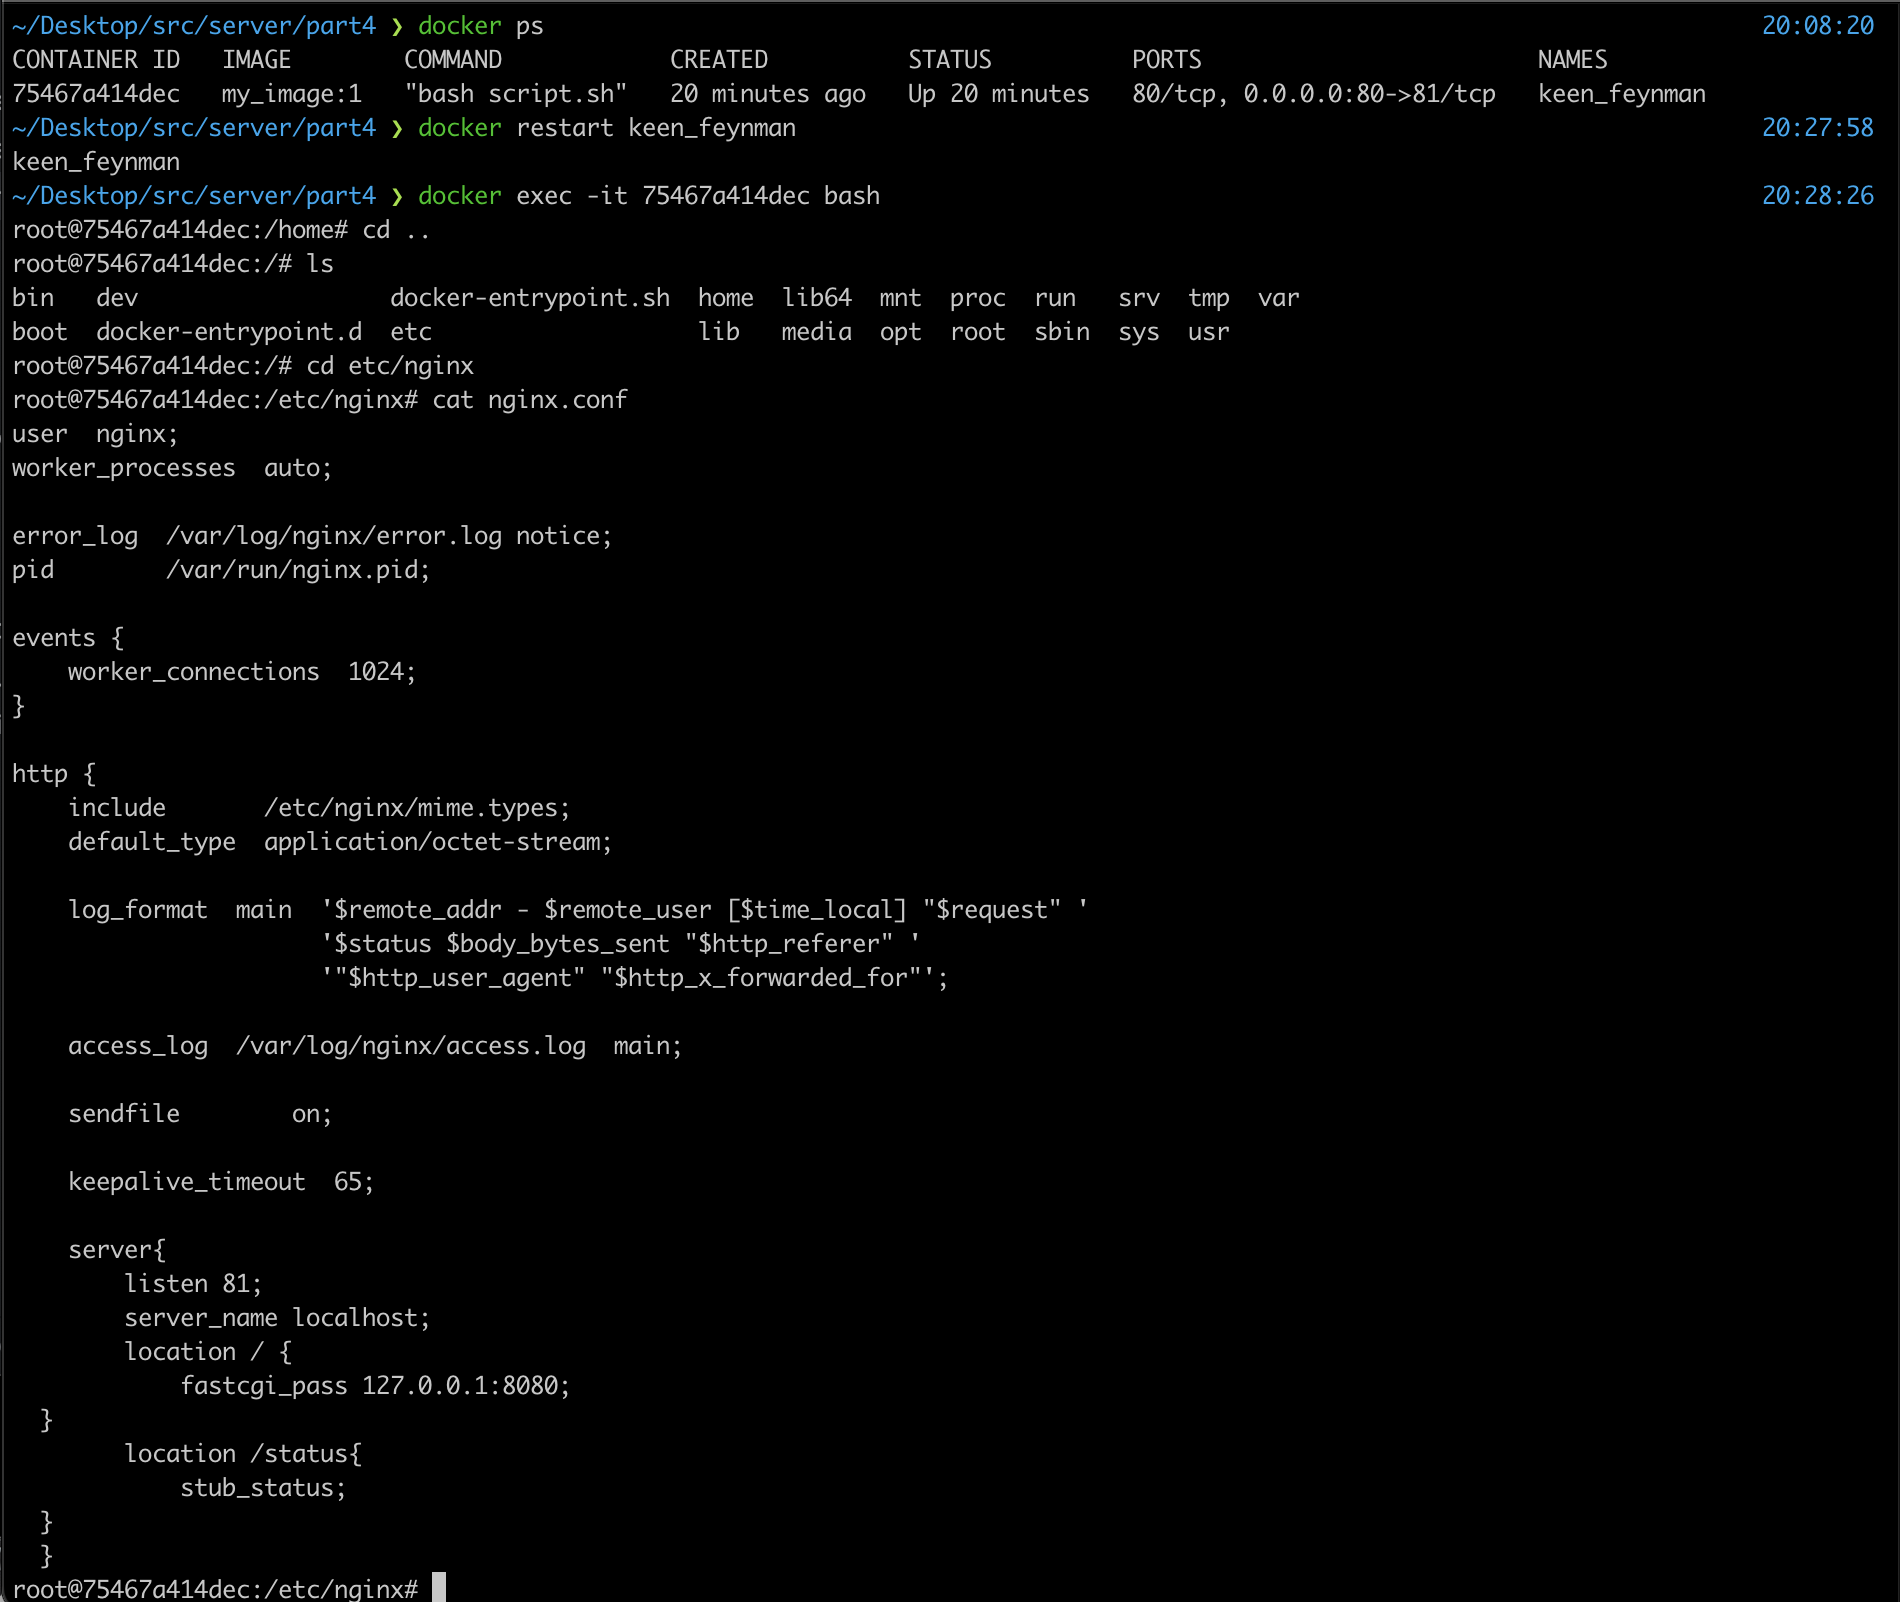 ~/Desktop/src/server/part4 ❯ docker ps 20:08:20
CONTAINER ID   IMAGE        COMMAND            CREATED          STATUS          PORTS                        NAMES
75467a414dec   my_image:1   "bash script.sh"   20 minutes ago   Up 20 minutes   80/tcp, 0.0.0.0:80->81/tcp   keen_feynman
~/Desktop/src/server/part4 ❯ docker restart keen_feynman 20:27:58
keen_feynman
~/Desktop/src/server/part4 ❯ docker exec -it 75467a414dec bash 20:28:26
root@75467a414dec:/home# cd ..
root@75467a414dec:/# ls
bin   dev                  docker-entrypoint.sh  home  lib64  mnt  proc  run   srv  tmp  var
boot  docker-entrypoint.d  etc                   lib   media  opt  root  sbin  sys  usr
root@75467a414dec:/# cd etc/nginx
root@75467a414dec:/etc/nginx# cat nginx.conf
user  nginx;
worker_processes  auto;

error_log  /var/log/nginx/error.log notice;
pid        /var/run/nginx.pid;

events {
    worker_connections  1024;
}

http {
    include       /etc/nginx/mime.types;
    default_type  application/octet-stream;

    log_format  main  '$remote_addr - $remote_user [$time_local] "$request" '
                      '$status $body_bytes_sent "$http_referer" '
                      '"$http_user_agent" "$http_x_forwarded_for"';

    access_log  /var/log/nginx/access.log  main;

    sendfile        on;

    keepalive_timeout  65;

    server{
        listen 81;
        server_name localhost;
        location / {
            fastcgi_pass 127.0.0.1:8080;
  }
        location /status{
            stub_status;
  }
  }
root@75467a414dec:/etc/nginx#